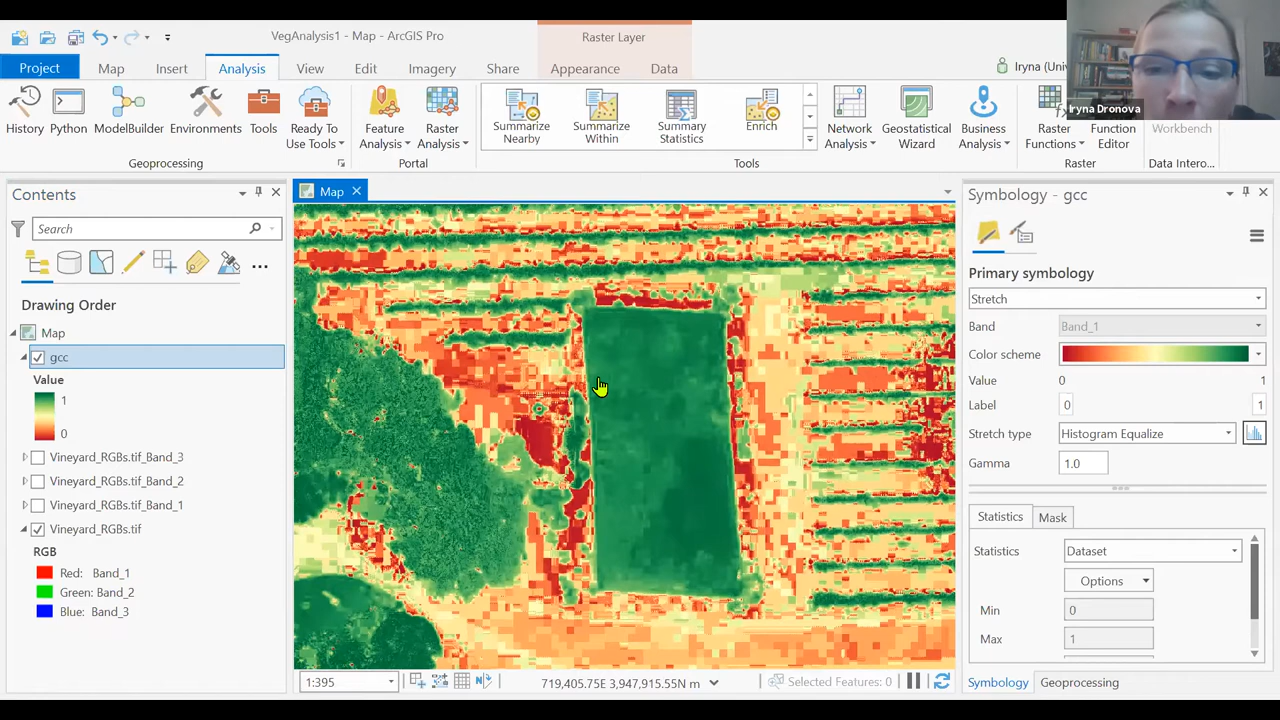 VegAnalysis1 - Map - ArcGIS Pro
Raster Layer
Project
Map
Insert
Analysis
View
Edit
Imagery
Share
Appearance
Data
Iryna (Uni
Iryna Dronova
History
Python
ModelBuilder
Environments
Tools
Ready To
Use Tools
Feature
Analysis
Raster
Analysis
Summarize
Nearby
Summarize
Within
Summary
Statistics
Enrich
Network
Analysis
Geostatistical
Wizard
Business
Analysis
Raster
Functions
Function
Editor
Workbench
Geoprocessing
Portal
Tools
Raster
Data Intero...
Contents
Search
Drawing Order
Map
gcc
Value
1
0
Vineyard_RGBs.tif_Band_3
Vineyard_RGBs.tif_Band_2
Vineyard_RGBs.tif_Band_1
Vineyard_RGBs.tif
RGB
Red: Band_1
Green: Band_2
Blue: Band_3
Map
1:395
719,405.75E 3,947,915.55N m
Selected Features: 0
Symbology - gcc
Primary symbology
Stretch
Band Band_1
Color scheme
Value 0 1
Label 0 1
Stretch type Histogram Equalize
Gamma 1.0
Statistics Mask
Statistics Dataset
Options
Min 0
Max 1
Symbology Geoprocessing